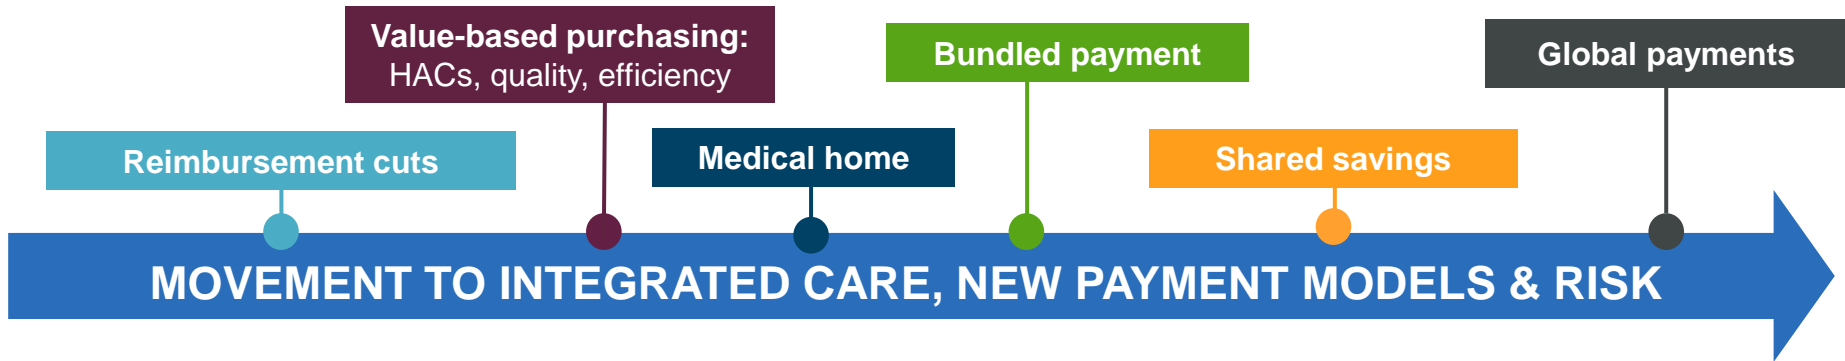 Value-based purchasing:
HACs, quality, efficiency
Bundled payment
Global payments
Reimbursement cuts
Medical home
Shared savings
MOVEMENT TO INTEGRATED CARE, NEW PAYMENT MODELS & RISK